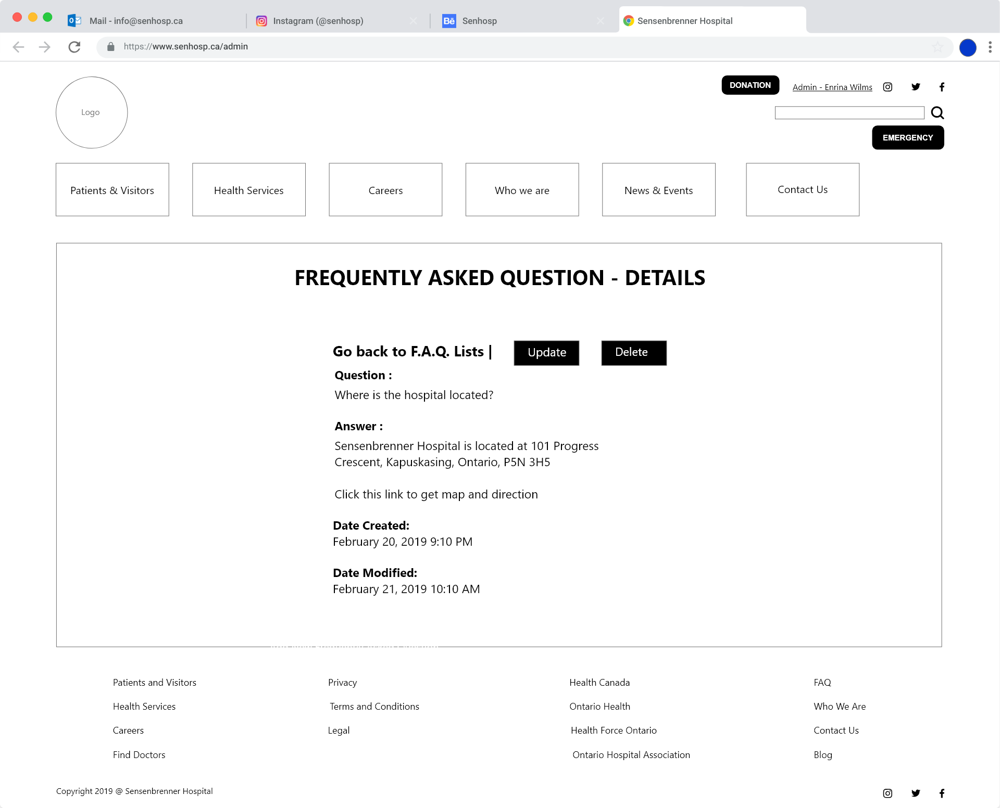 Mail - info@senhosp.ca
Instagram (@senhosp)
Bē
Senhosp
Sensenbrenner Hospital
https://www.senhosp.ca/admin
Logo
DONATION
Admin - Enrina Wilms
EMERGENCY
Patients & Visitors
Health Services
Careers
Who we are
News & Events
Contact Us
FREQUENTLY ASKED QUESTION - DETAILS
Go back to F.A.Q. Lists |
Update
Delete
Question :
Where is the hospital located?
Answer :
Sensenbrenner Hospital is located at 101 Progress
Crescent, Kapuskasing, Ontario, P5N 3H5
Click this link to get map and direction
Date Created:
February 20, 2019 9:10 PM
Date Modified:
February 21, 2019 10:10 AM
Patients and Visitors
Health Services
Careers
Find Doctors
Privacy
Terms and Conditions
Legal
Health Canada
Ontario Health
Health Force Ontario
Ontario Hospital Association
FAQ
Who We Are
Contact Us
Blog
Copyright 2019 @ Sensenbrenner Hospital